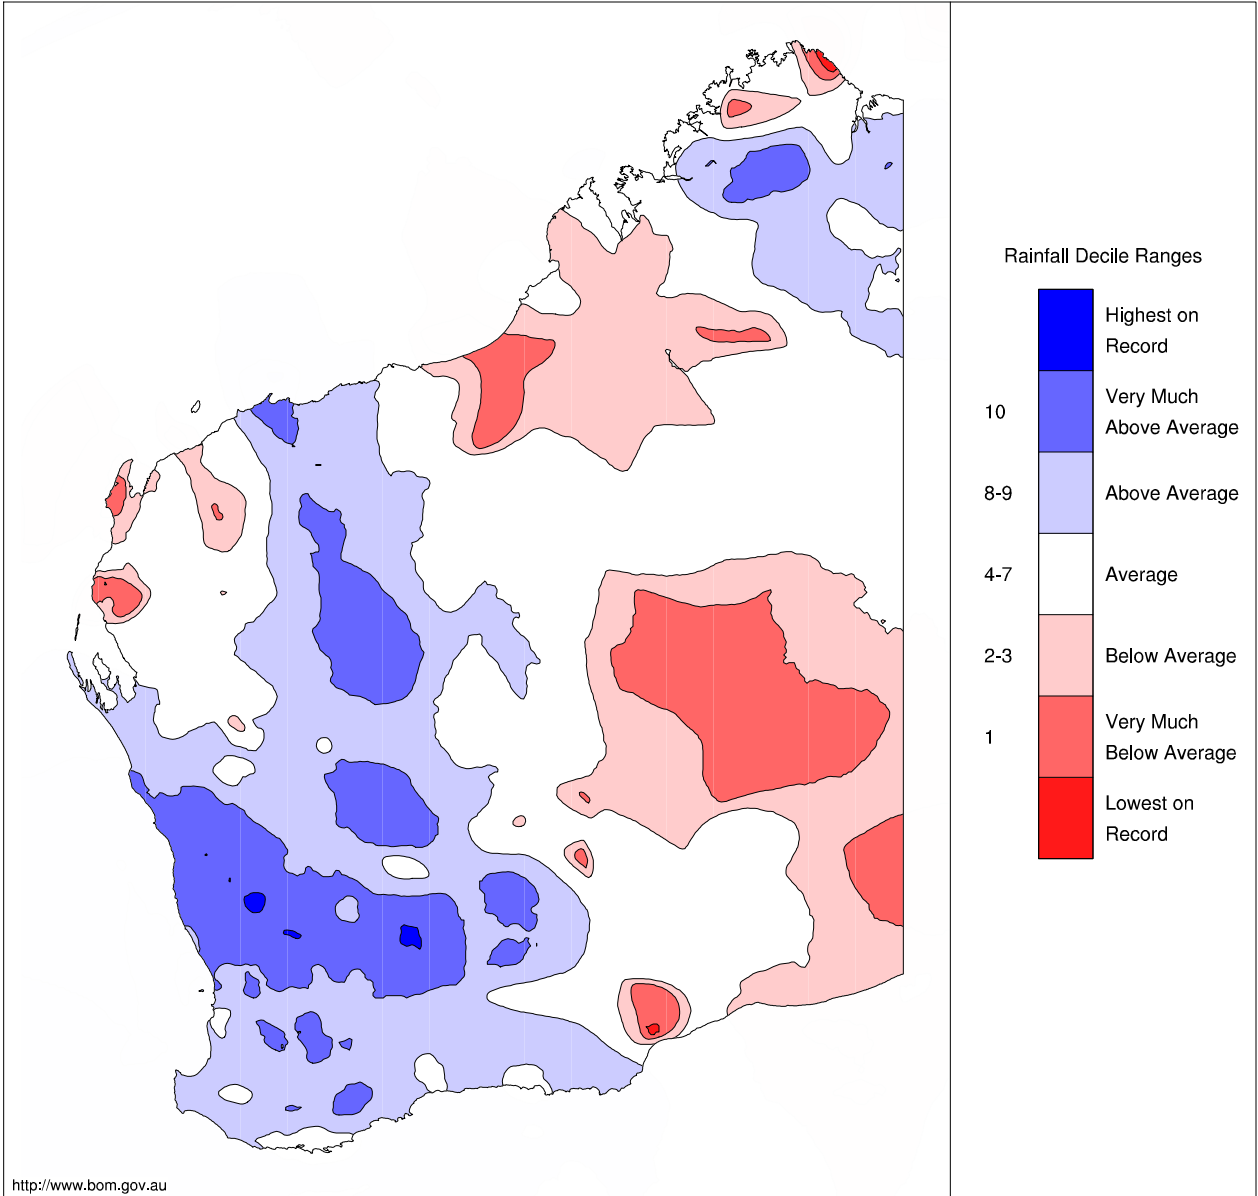 Rainfall Decile Ranges
Highest on
Record
10
Very Much
Above Average
8-9
Above Average
4-7
Average
2-3
Below Average
1
Very Much
Below Average
Lowest on
Record
http://www.bom.gov.au